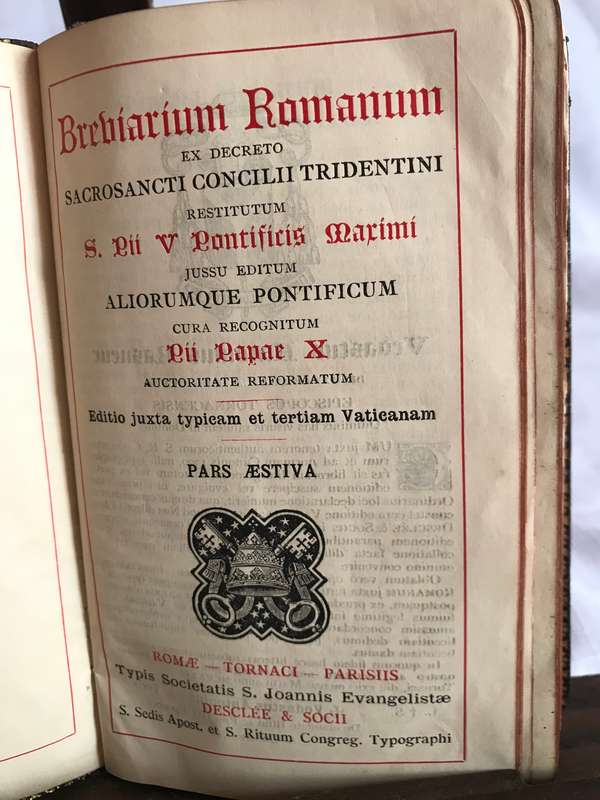 Breviarium Romanum
EX DECRETO
SACROSANCTI CONCILII TRIDENTINI
RESTITUTUM
S. Pii V Pontificis Maximi
JUSSU EDITUM
ALIORUMQUE PONTIFICUM
CURA RECOGNITUM
Pii Papae X
AUCTORITATE REFORMATUM
Editio juxta typicam et tertiam Vaticanam
PARS ÆSTIVA
ROMÆ — TORNACI — PARISIIS
Typis Societatis S. Joannis Evangelistæ
DESCLÉE & SOCII
S. Sedis Apost. et S. Rituum Congreg. Typographi